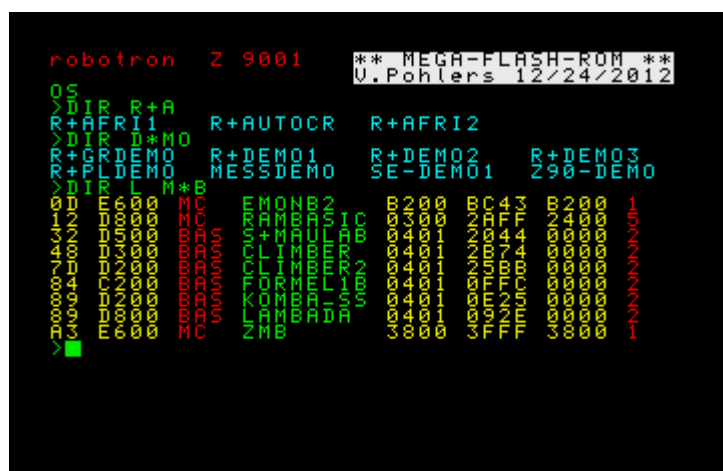 robotron  Z 9001  ** MEGA-FLASH-ROM **
V.Pohlers 12/24/2012
OS
>DIR R+A
R+AFRI1  R+AUTOCR  R+AFRI2
>DIR D*MO
R+GRDEMO  R+DEMO1  R+DEMO2  R+DEMO3
R+PLDEMO  MESSDEMO  SE-DEMO1  Z90-DEMO
>DIR L M*B
0D E600 MC EMONB2 B200 BC43 B200 1
12 D800 MC RAMBASIC 0300 2AFF 2400 5
32 D500 BAS S+MAULAB 0401 2044 0000 2
48 D300 BAS CLIMBER 0401 2B74 0000 2
7D D200 BAS CLIMBER2 0401 25BB 0000 2
84 C200 BAS FORMEL1B 0401 0FFC 0000 2
89 D200 BAS KOMBA_SS 0401 0E25 0000 2
89 D800 BAS LAMBADA 0401 092E 0000 2
A3 E600 MC ZMB 3800 3FFF 3800 1
>